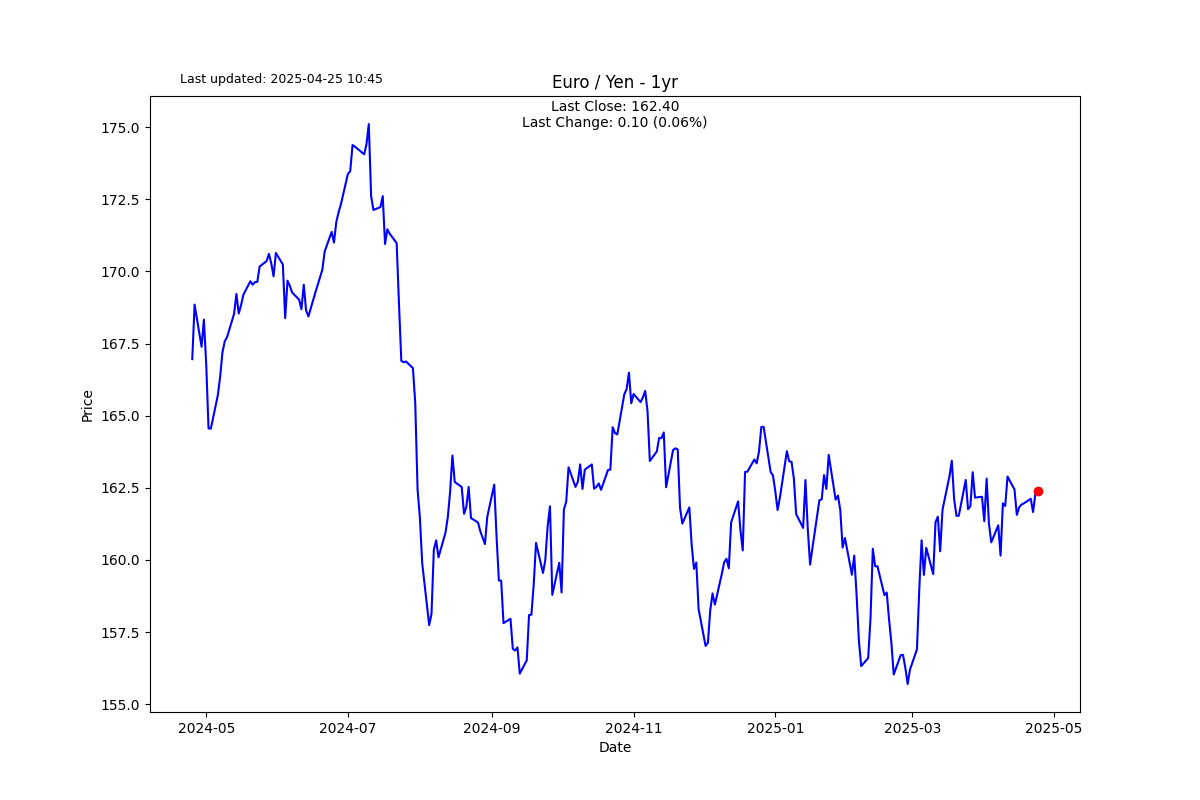 Last updated: 2025-04-25 10:45
Euro / Yen - 1yr
Last Close: 162.40
Last Change: 0.10 (0.06%)
175.0
172.5
170.0
167.5
165.0
162.5
160.0
157.5
155.0
Price
2024-05 2024-07 2024-09 2024-11 2025-01 2025-03 2025-05
Date